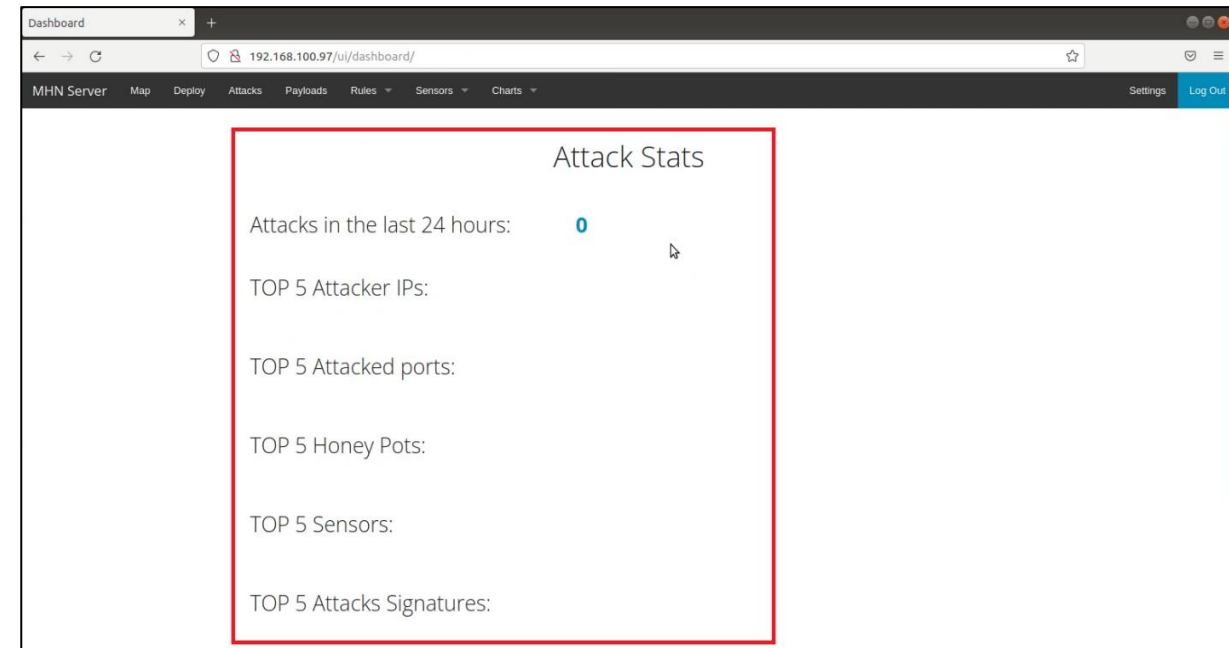 Dashboard
192.168.100.97/ui/dashboard/
MHN Server Map Deploy Attacks Payloads Rules Sensors Charts Settings Log Out
Attack Stats
Attacks in the last 24 hours: 0
TOP 5 Attacker IPs:
TOP 5 Attacked ports:
TOP 5 Honey Pots:
TOP 5 Sensors:
TOP 5 Attacks Signatures: